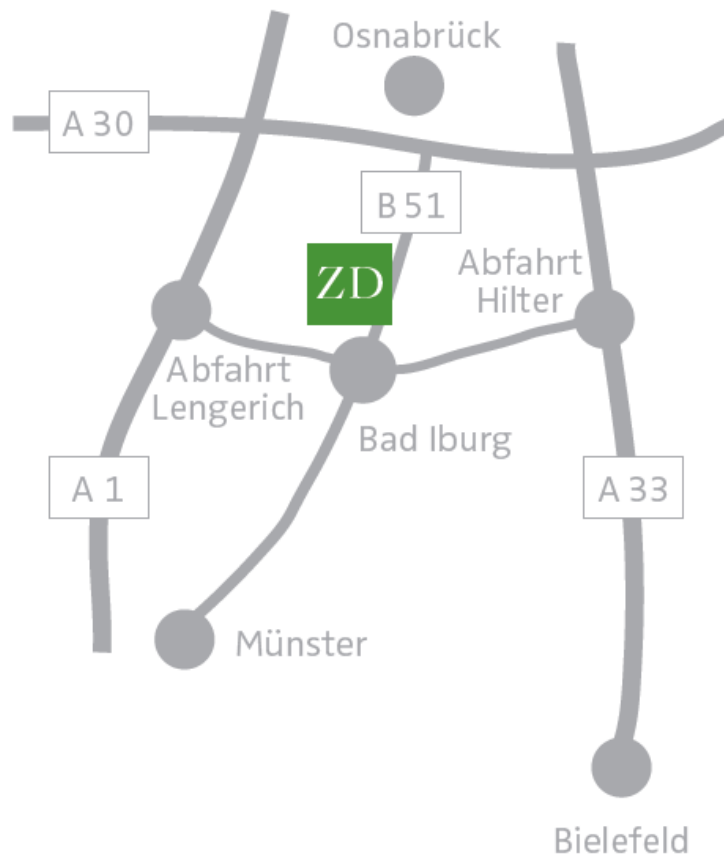 Osnabrück
A 30
B 51
ZD
Abfahrt
Hilter
Abfahrt
Lengerich
Bad Iburg
A 1
A 33
Münster
Bielefeld